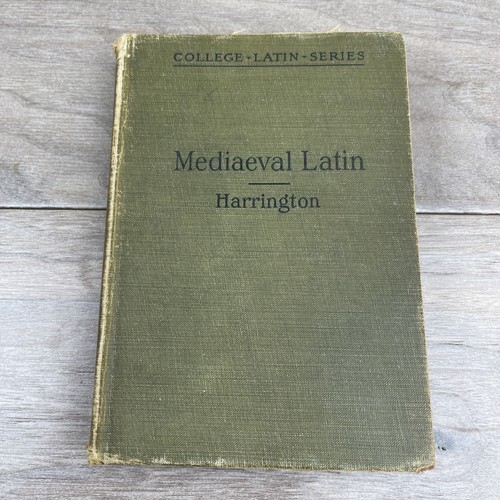 COLLEGE-LATIN-SERIES
Mediaeval Latin
Harrington